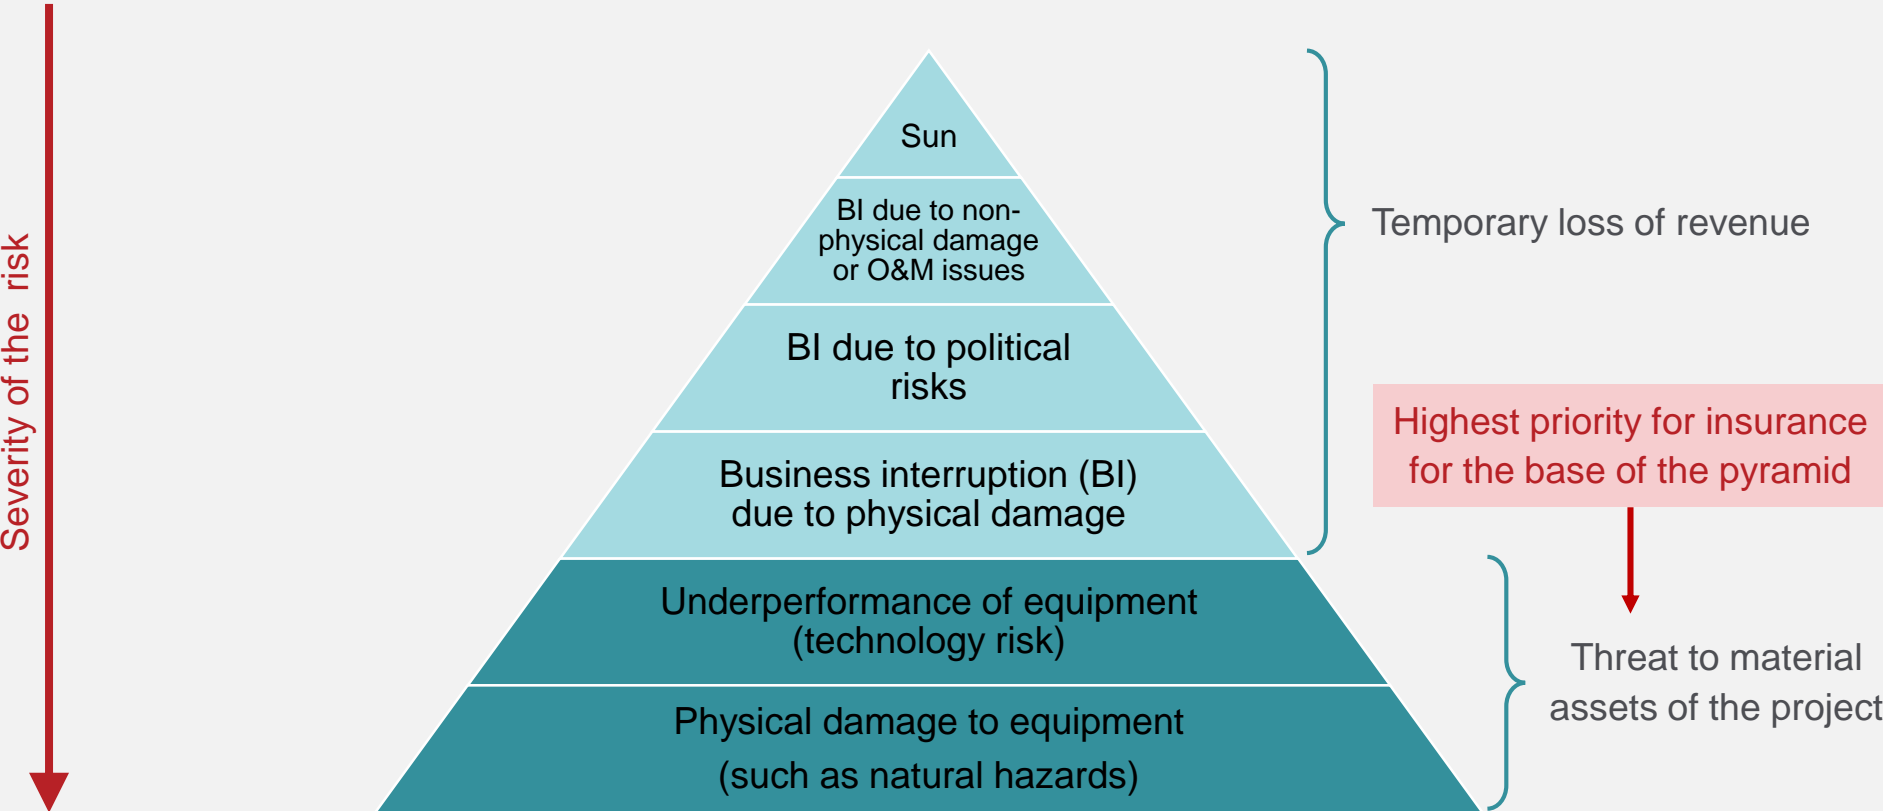 Severity of the risk
Sun
BI due to non-
physical damage
or O&M issues
BI due to political
risks
Business interruption (BI)
due to physical damage
Underperformance of equipment
(technology risk)
Physical damage to equipment
(such as natural hazards)
Temporary loss of revenue
Highest priority for insurance
for the base of the pyramid
Threat to material
assets of the project